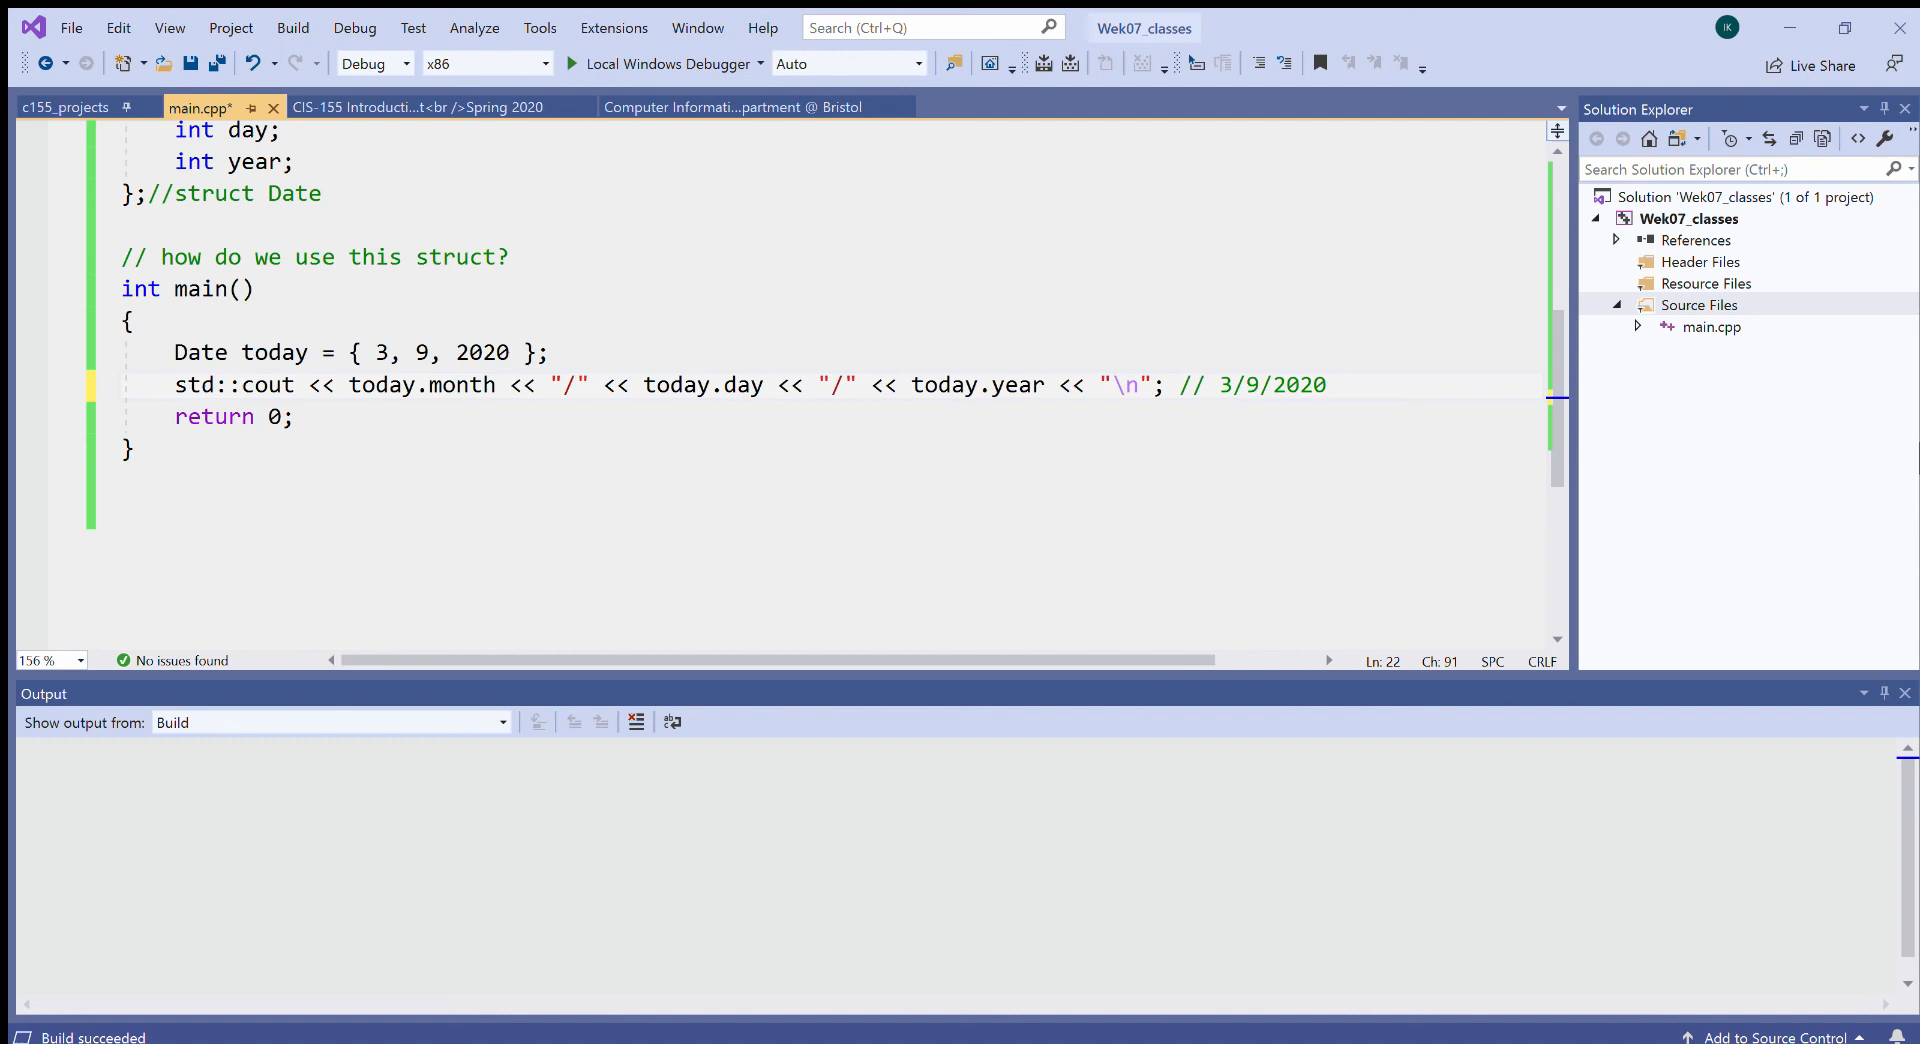 File Edit View Project Build Debug Test Analyze Tools Extensions Window Help Search (Ctrl+Q) Wek07_classes IK
Debug x86 Local Windows Debugger Auto Live Share
c155_projects main.cpp* CIS-155 Introducti...t<br />Spring 2020 Computer Informati...partment @ Bristol
int day;
int year;
};//struct Date
// how do we use this struct?
int main()
{
Date today = { 3, 9, 2020 };
std::cout << today.month << "/" << today.day << "/" << today.year << "\n"; // 3/9/2020
return 0;
}
156 % No issues found Ln: 22 Ch: 91 SPC CRLF
Solution Explorer
Search Solution Explorer (Ctrl+;)
Solution 'Wek07_classes' (1 of 1 project)
Wek07_classes
References
Header Files
Resource Files
Source Files
main.cpp
Output
Show output from: Build
Build succeeded Add to Source Control